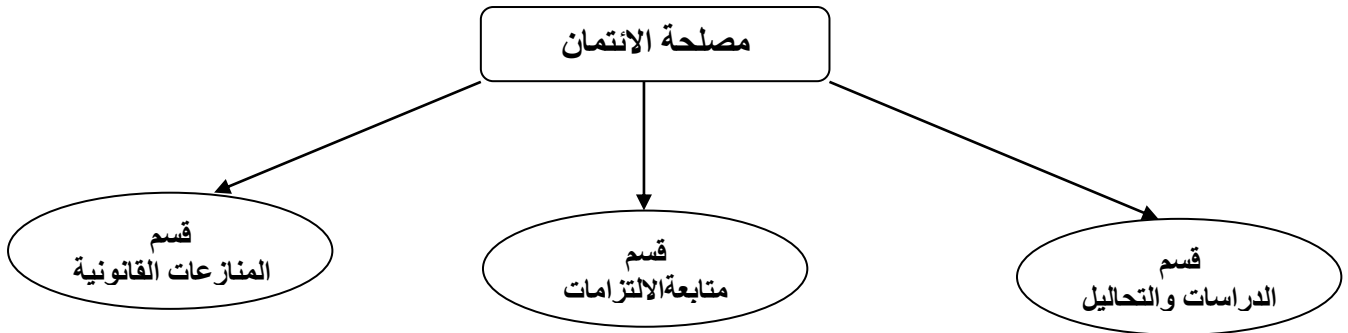 مصلحة الائتمان
قسم
الدراسات والتحاليل
قسم
متابعةالالتزامات
قسم
المنازعات القانونية